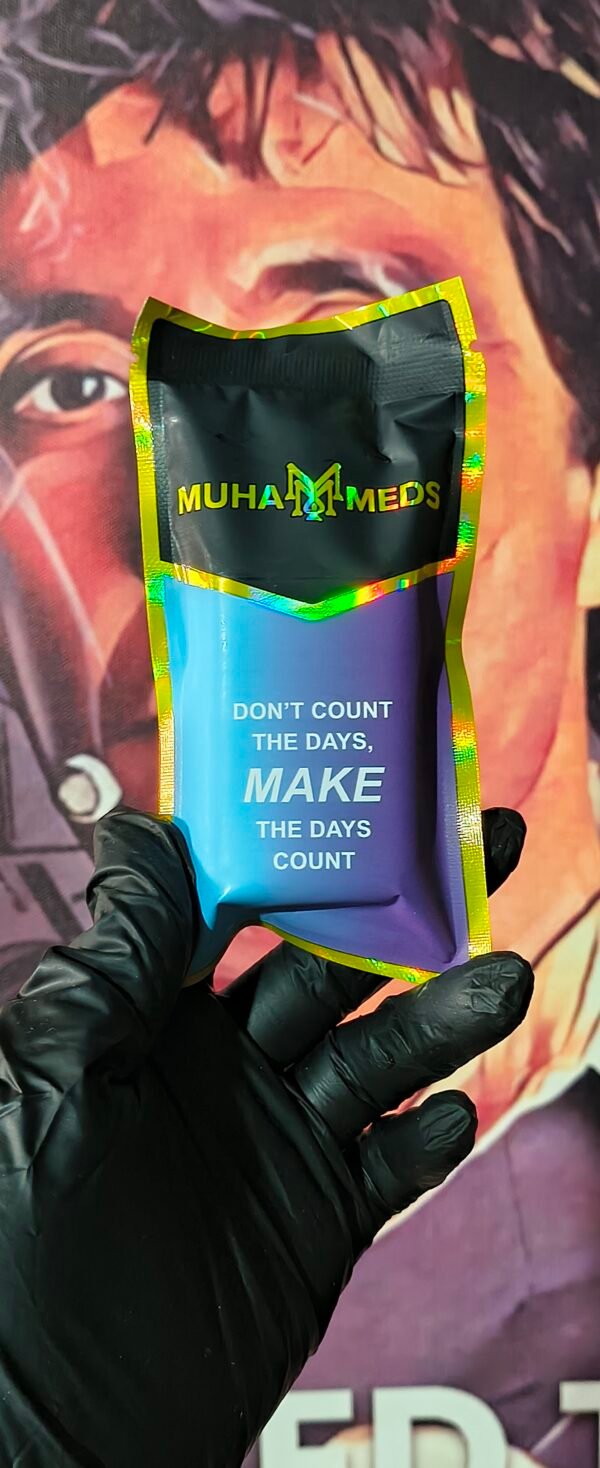 MUHA MEDS
DON'T COUNT
THE DAYS,
MAKE
THE DAYS
COUNT